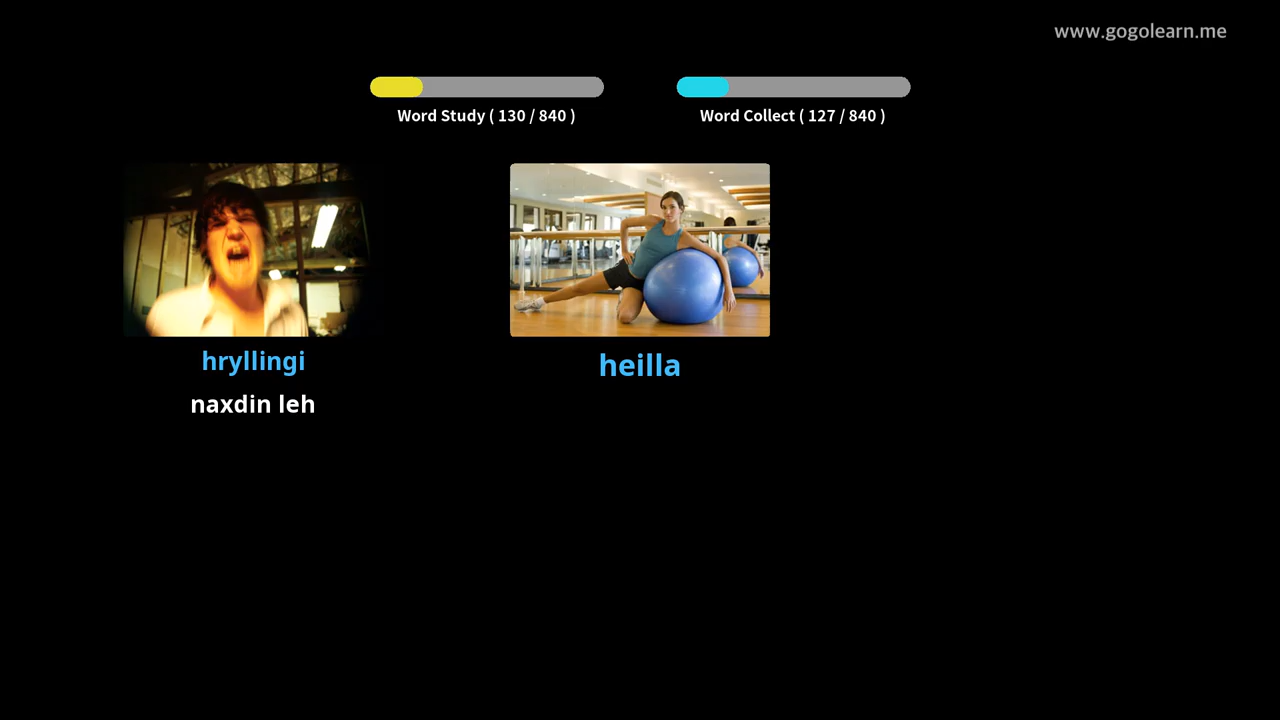 www.gogolearn.me
Word Study ( 130 / 840 )
Word Collect ( 127 / 840 )
hryllingi
naxdin leh
heilla